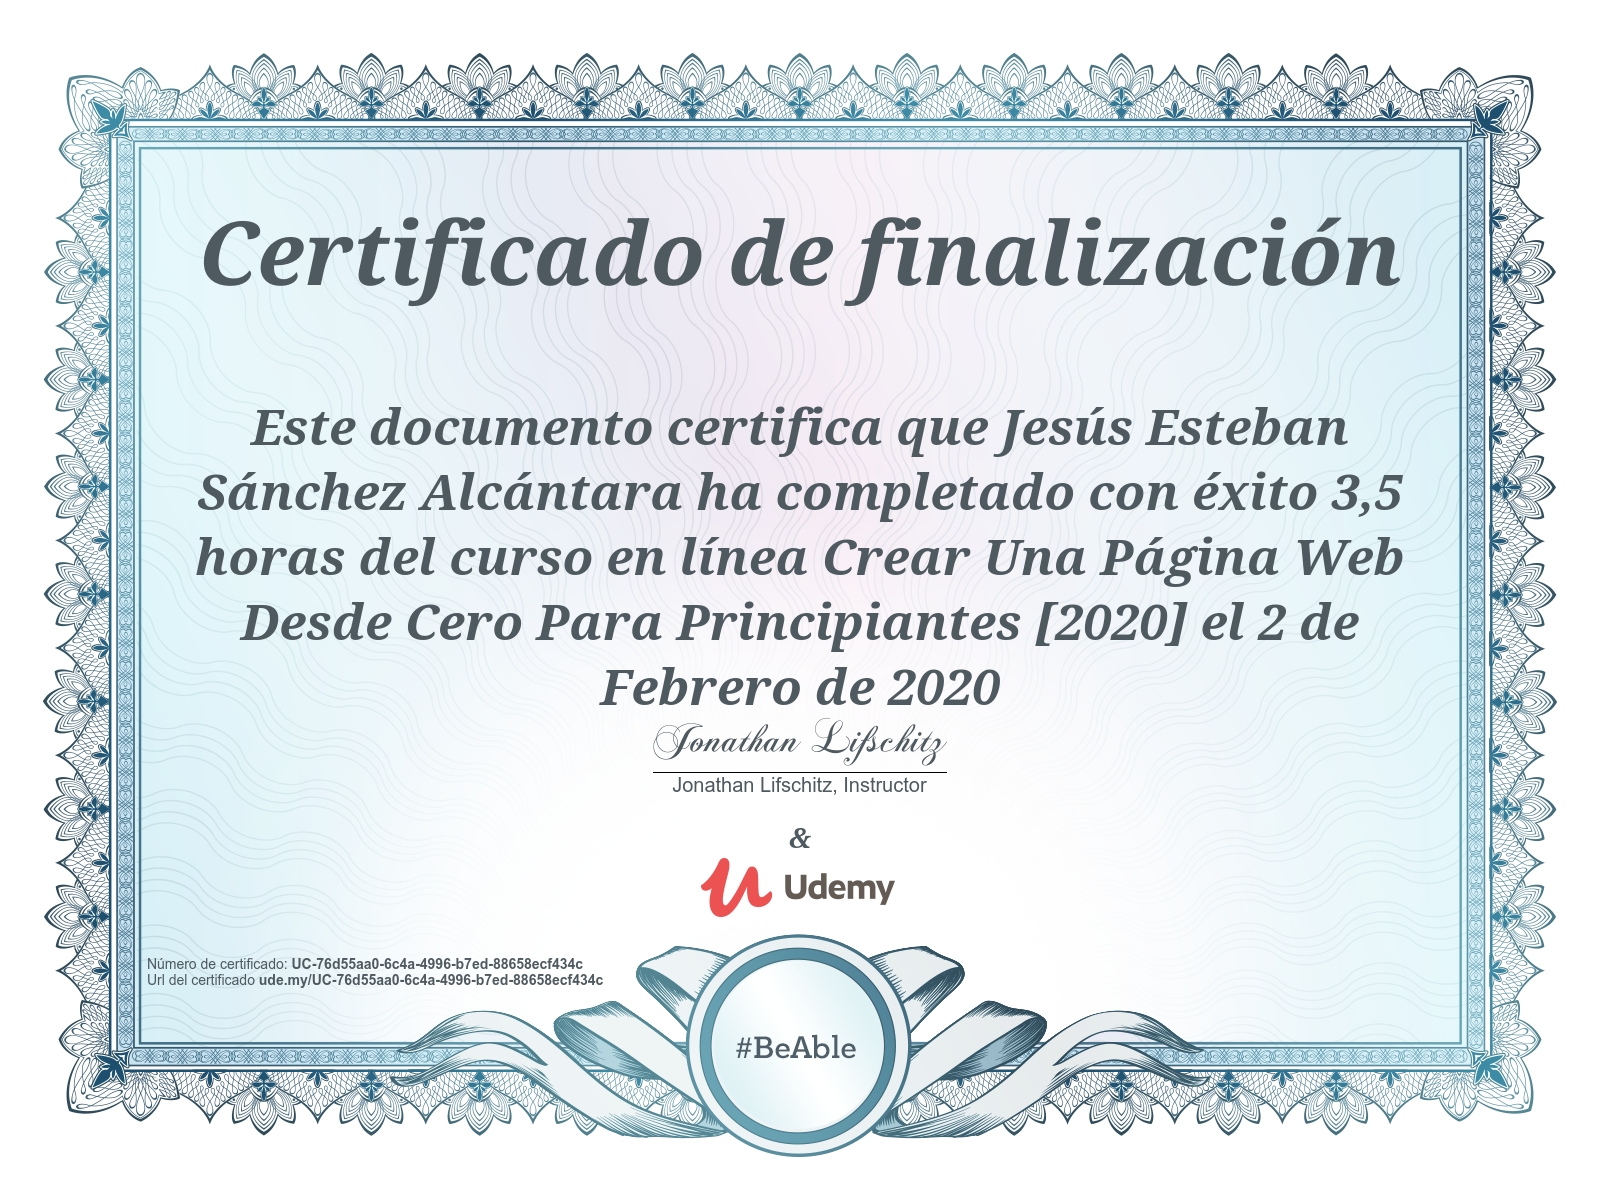 Certificado de finalización
Este documento certifica que Jesús Esteban
Sánchez Alcántara ha completado con éxito 3,5
horas del curso en línea Crear Una Página Web
Desde Cero Para Principiantes [2020] el 2 de
Febrero de 2020
Jonathan Lifschitz
Jonathan Lifschitz, Instructor
&
Udemy
Número de certificado: UC-76d55aa0-6c4a-4996-b7ed-88658ecf434c
Url del certificado ude.my/UC-76d55aa0-6c4a-4996-b7ed-88658ecf434c
#BeAble